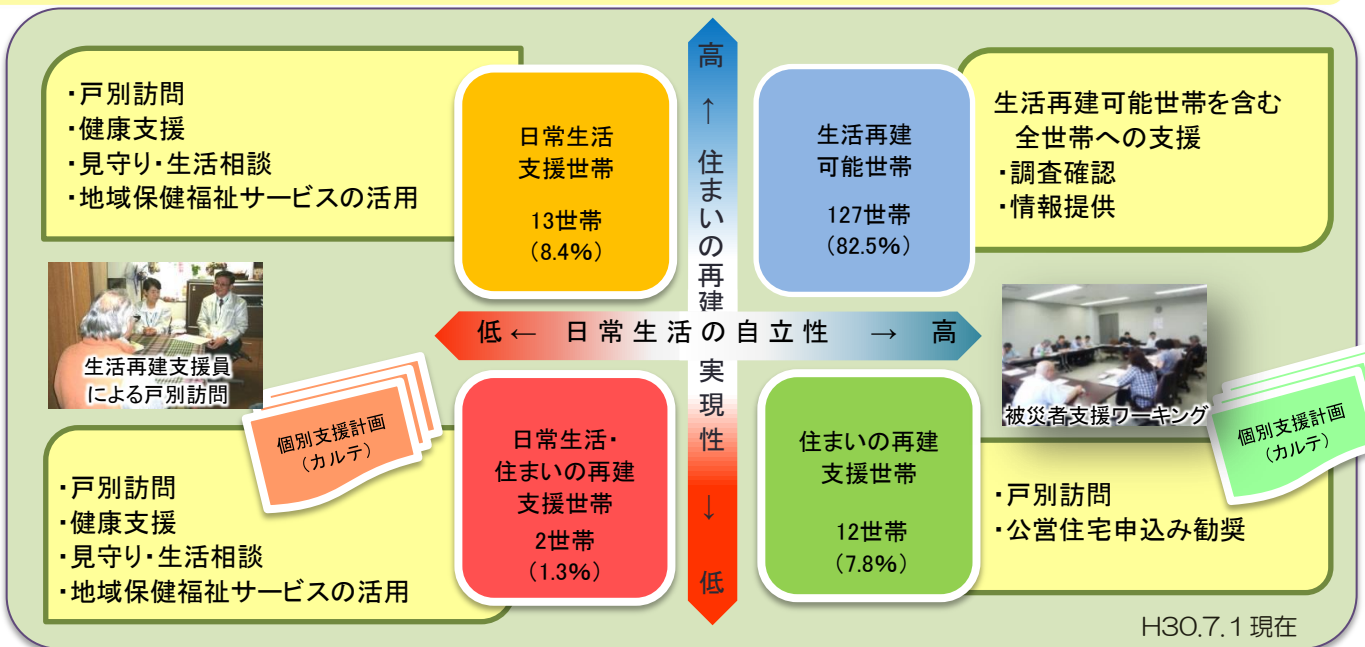 ・戸別訪問
・健康支援
・見守り・生活相談
・地域保健福祉サービスの活用
日常生活
支援世帯
13世帯
（8.4%）
高 ↑ 住まいの再建実現性 ↓ 低
生活再建
可能世帯
127世帯
（82.5%）
生活再建可能世帯を含む
全世帯への支援
・調査確認
・情報提供
低 ← 日常生活の自立性 → 高
生活再建支援員
による戸別訪問
被災者支援ワーキング
個別支援計画
（カルテ）
・戸別訪問
・健康支援
・見守り・生活相談
・地域保健福祉サービスの活用
日常生活・
住まいの再建
支援世帯
2世帯
（1.3%）
住まいの再建
支援世帯
12世帯
（7.8%）
個別支援計画
（カルテ）
・戸別訪問
・公営住宅申込み勧奨
H30.7.1 現在